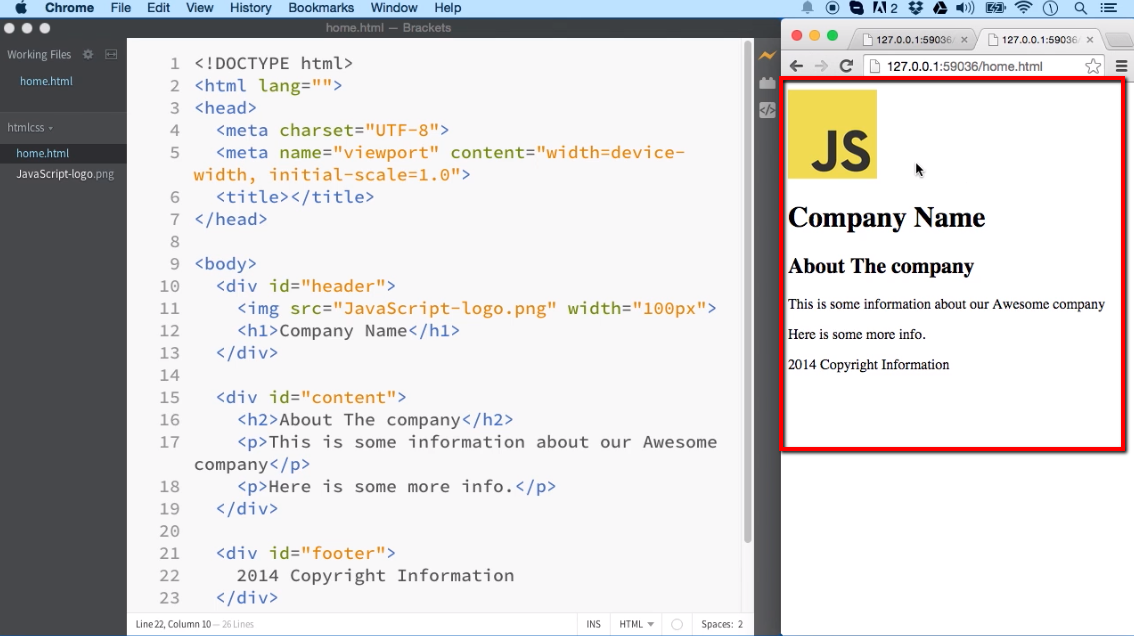 Chrome File Edit View History Bookmarks Window Help 2
home.html — Brackets
Working Files
home.html
htmlcss
home.html
JavaScript-logo.png
1 <!DOCTYPE html>
2 <html lang="">
3 <head>
4 <meta charset="UTF-8">
5 <meta name="viewport" content="width=device-
width, initial-scale=1.0">
6 <title></title>
7 </head>
8
9 <body>
10 <div id="header">
11 <img src="JavaScript-logo.png" width="100px">
12 <h1>Company Name</h1>
13 </div>
14
15 <div id="content">
16 <h2>About The company</h2>
17 <p>This is some information about our Awesome
company</p>
18 <p>Here is some more info.</p>
19 </div>
20
21 <div id="footer">
22 2014 Copyright Information
23 </div>
Line 22, Column 10 — 26 Lines
INS HTML Spaces: 2
127.0.0.1:59036/ 127.0.0.1:59036/
127.0.0.1:59036/home.html
JS
Company Name
About The company
This is some information about our Awesome company
Here is some more info.
2014 Copyright Information